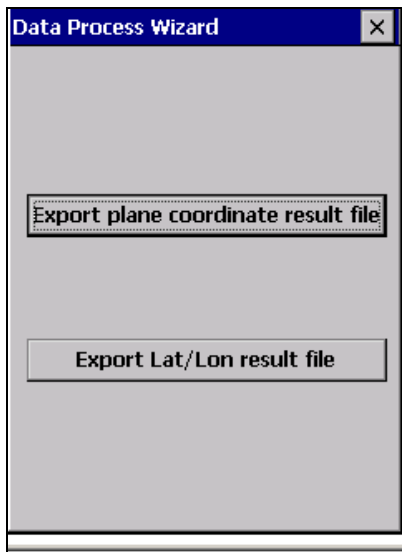 Data Process Wizard
Export plane coordinate result file
Export Lat/Lon result file